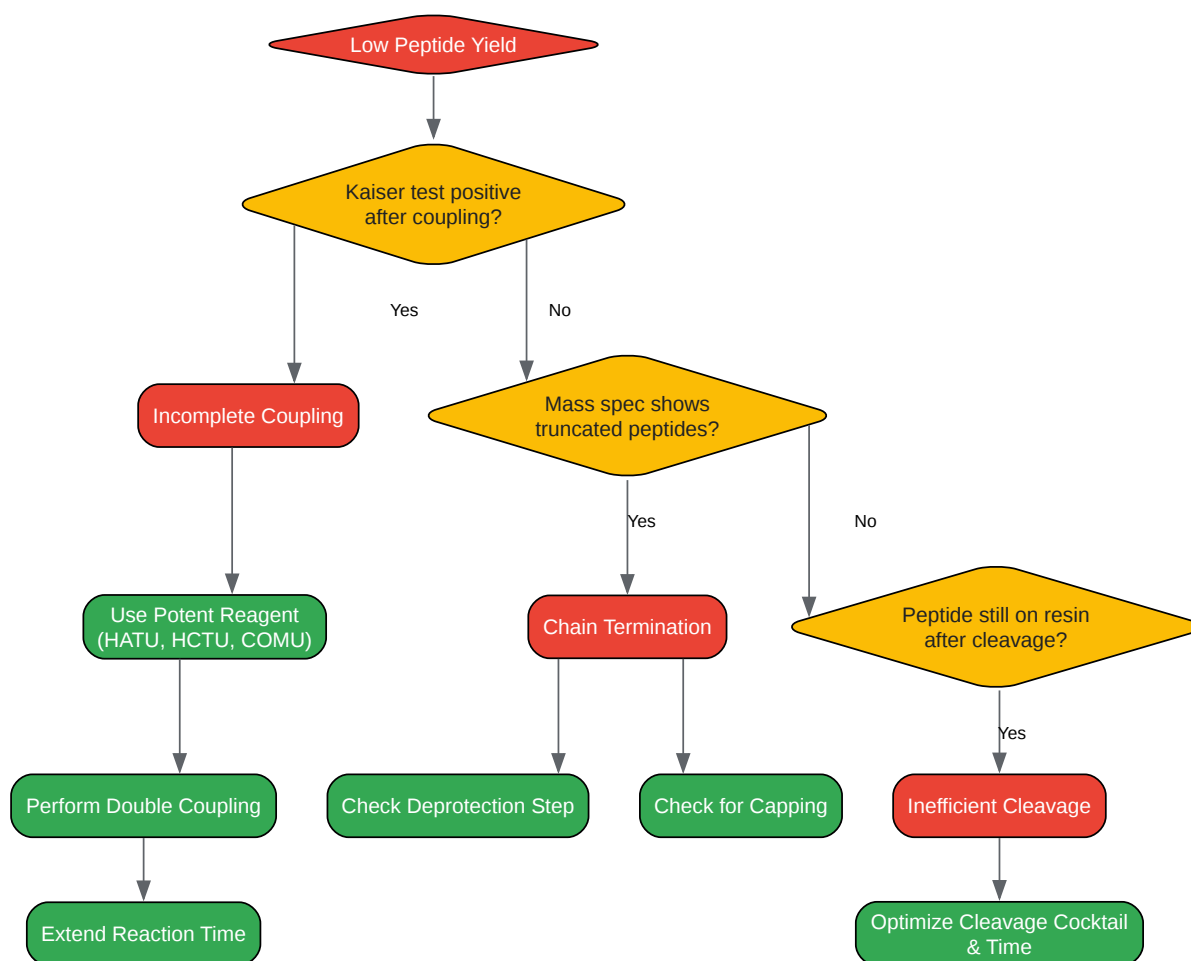 Low Peptide Yield
Kaiser test positive
after coupling?
Yes
No
Incomplete Coupling
Mass spec shows
truncated peptides?
Yes
No
Use Potent Reagent
(HATU, HCTU, COMU)
Chain Termination
Peptide still on resin
after cleavage?
Yes
Perform Double Coupling
Check Deprotection Step
Check for Capping
Inefficient Cleavage
Extend Reaction Time
Optimize Cleavage Cocktail
& Time